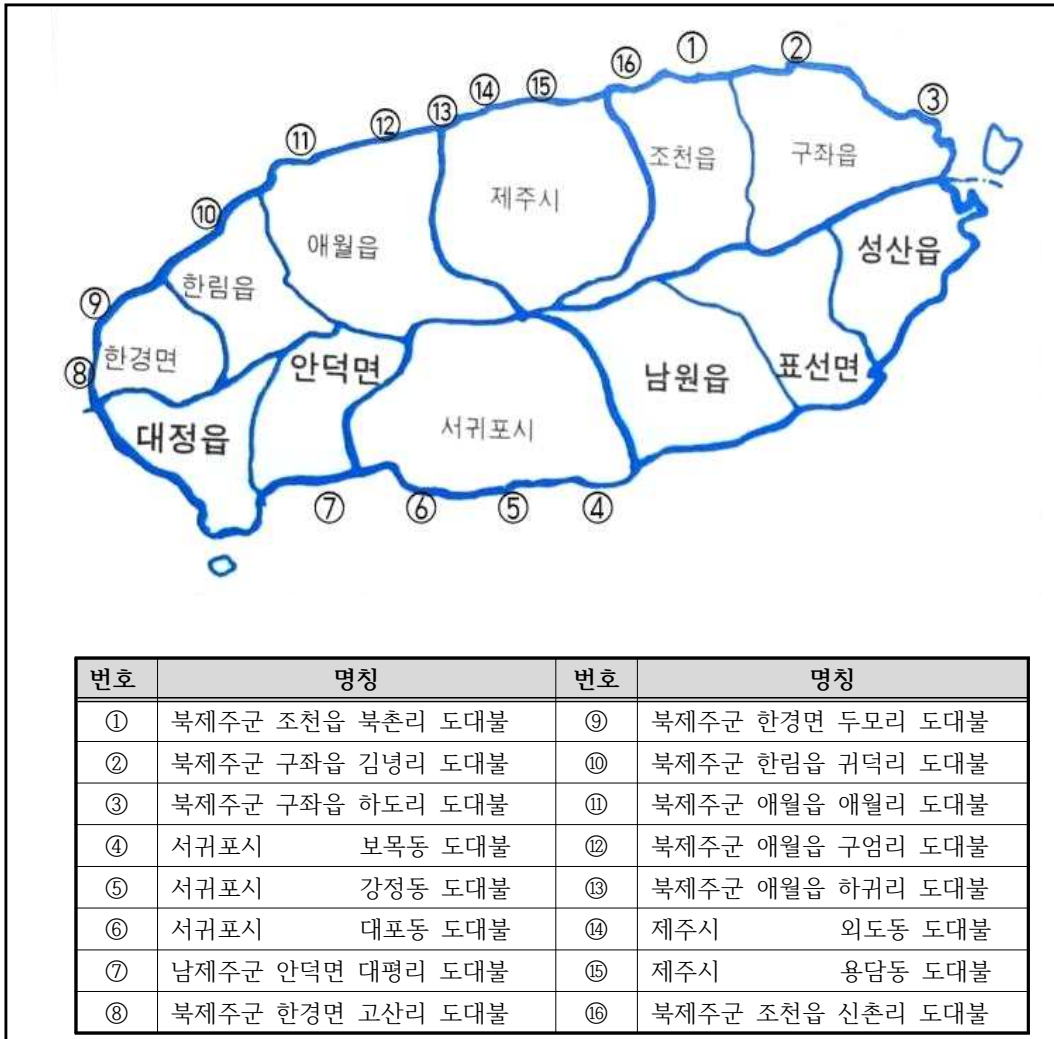 ① ②
⑯
⑮
⑭ ③
⑬
⑫
⑪ 조천읍 구좌읍
제주시
⑩ 애월읍 성산읍
한림읍
⑨
한경면 안덕면 남원읍 표선면
⑧
대정읍 서귀포시
⑦ ⑥ ⑤ ④
번호 명칭 번호 명칭
① 북제주군 조천읍 북촌리 도대불 ⑨ 북제주군 한경면 두모리 도대불
② 북제주군 구좌읍 김녕리 도대불 ⑩ 북제주군 한림읍 귀덕리 도대불
③ 북제주군 구좌읍 하도리 도대불 ⑪ 북제주군 애월읍 애월리 도대불
④ 서귀포시 보목동 도대불 ⑫ 북제주군 애월읍 구엄리 도대불
⑤ 서귀포시 강정동 도대불 ⑬ 북제주군 애월읍 하귀리 도대불
⑥ 서귀포시 대포동 도대불 ⑭ 제주시 외도동 도대불
⑦ 남제주군 안덕면 대평리 도대불 ⑮ 제주시 용담동 도대불
⑧ 북제주군 한경면 고산리 도대불 ⑯ 북제주군 조천읍 신촌리 도대불